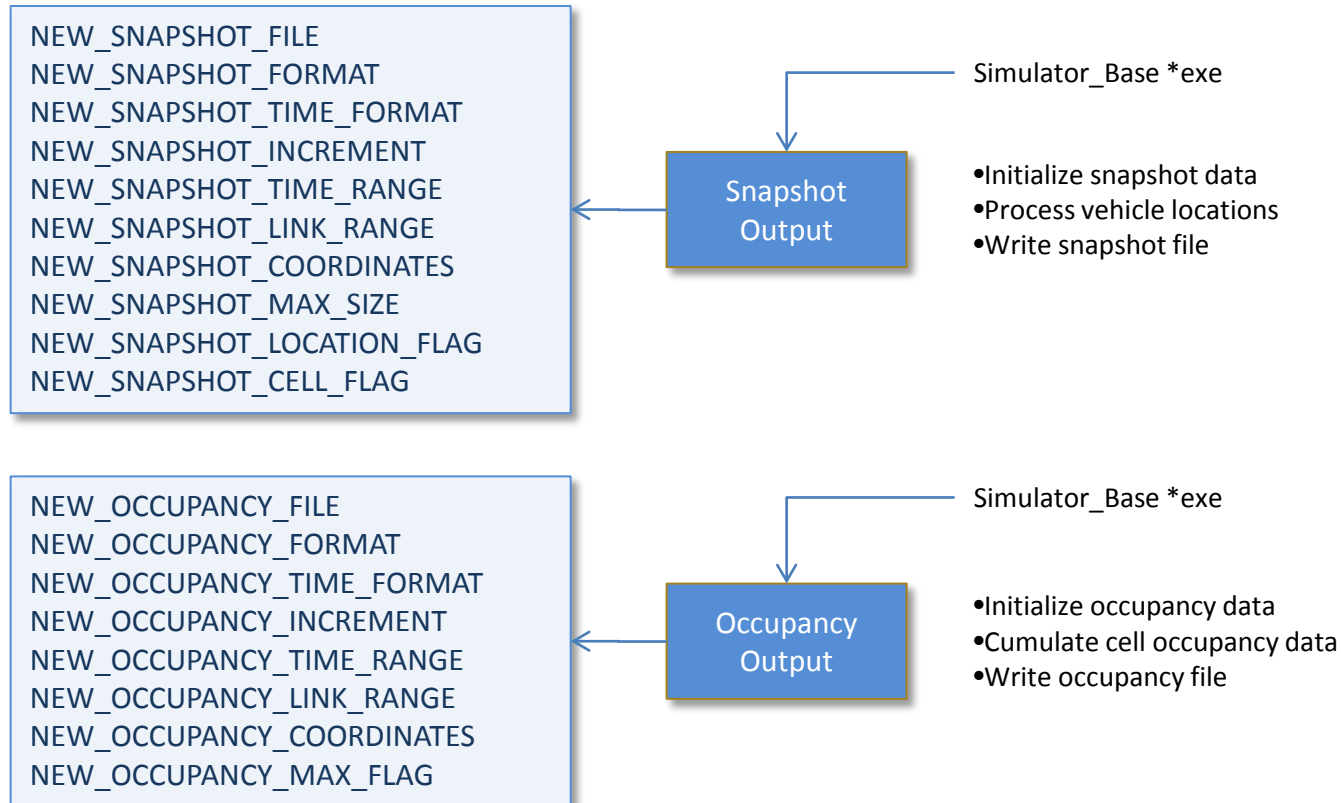 NEW_SNAPSHOT_FILE
NEW_SNAPSHOT_FORMAT
NEW_SNAPSHOT_TIME_FORMAT
NEW_SNAPSHOT_INCREMENT
NEW_SNAPSHOT_TIME_RANGE
NEW_SNAPSHOT_LINK_RANGE
NEW_SNAPSHOT_COORDINATES
NEW_SNAPSHOT_MAX_SIZE
NEW_SNAPSHOT_LOCATION_FLAG
NEW_SNAPSHOT_CELL_FLAG
Snapshot
Output
Simulator_Base *exe
•Initialize snapshot data
•Process vehicle locations
•Write snapshot file
NEW_OCCUPANCY_FILE
NEW_OCCUPANCY_FORMAT
NEW_OCCUPANCY_TIME_FORMAT
NEW_OCCUPANCY_INCREMENT
NEW_OCCUPANCY_TIME_RANGE
NEW_OCCUPANCY_LINK_RANGE
NEW_OCCUPANCY_COORDINATES
NEW_OCCUPANCY_MAX_FLAG
Occupancy
Output
Simulator_Base *exe
•Initialize occupancy data
•Cumulate cell occupancy data
•Write occupancy file